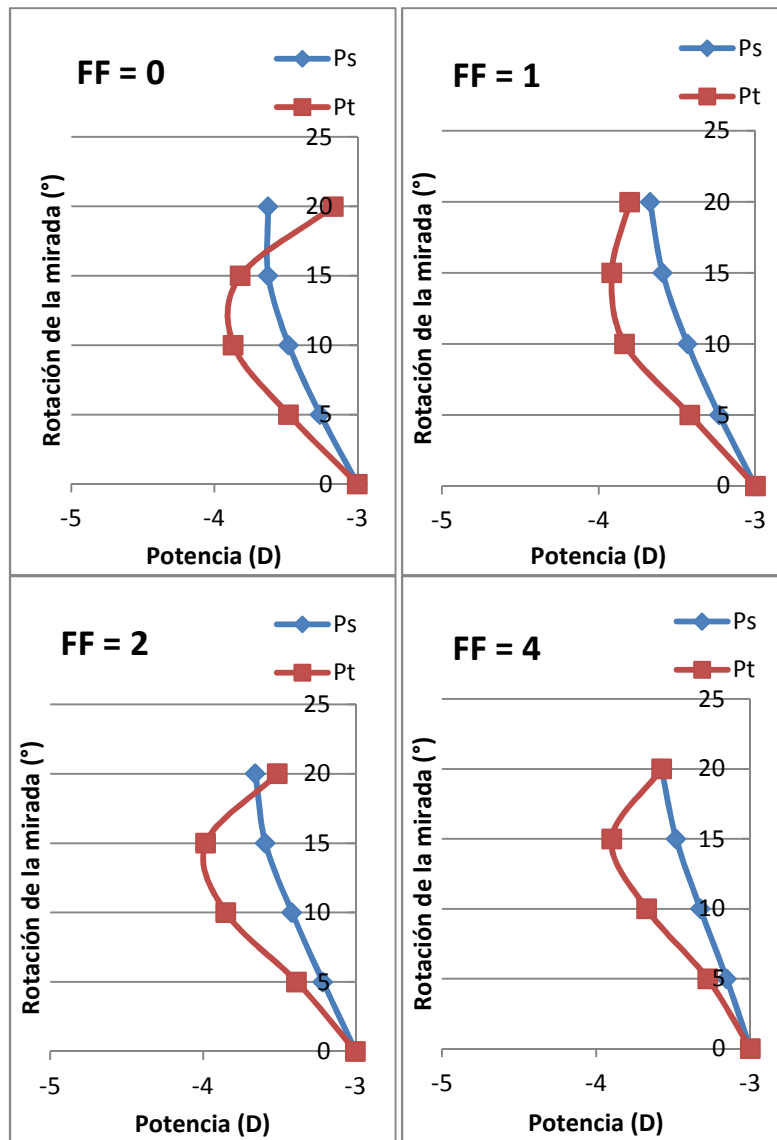 FF = 0
Ps
Pt
Rotación de la mirada (°)
25
20
15
10
5
0
-5
-4
-3
Potencia (D)
FF = 1
Ps
Pt
Rotación de la mirada (°)
25
20
15
10
5
0
-5
-4
-3
Potencia (D)
FF = 2
Ps
Pt
Rotación de la mirada (°)
25
20
15
10
5
0
-5
-4
-3
Potencia (D)
FF = 4
Ps
Pt
Rotación de la mirada (°)
25
20
15
10
5
0
-5
-4
-3
Potencia (D)